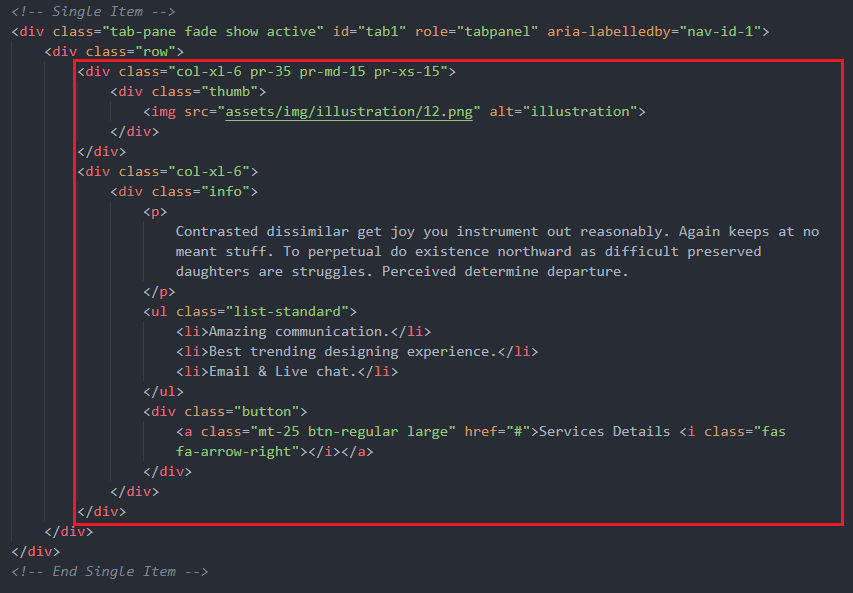 <!-- Single Item -->
<div class="tab-pane fade show active" id="tab1" role="tabpanel" aria-labelledby="nav-id-1">
<div class="row">
<div class="col-xl-6 pr-35 pr-md-15 pr-xs-15">
<div class="thumb">
<img src="assets/img/illustration/12.png" alt="illustration">
</div>
</div>
<div class="col-xl-6">
<div class="info">
<p>
Contrasted dissimilar get joy you instrument out reasonably. Again keeps at no
meant stuff. To perpetual do existence northward as difficult preserved
daughters are struggles. Perceived determine departure.
</p>
<ul class="list-standard">
<li>Amazing communication.</li>
<li>Best trending designing experience.</li>
<li>Email & Live chat.</li>
</ul>
<div class="button">
<a class="mt-25 btn-regular large" href="#">Services Details <i class="fas
fa-arrow-right"></i></a>
</div>
</div>
</div>
</div>
</div>
<!-- End Single Item -->